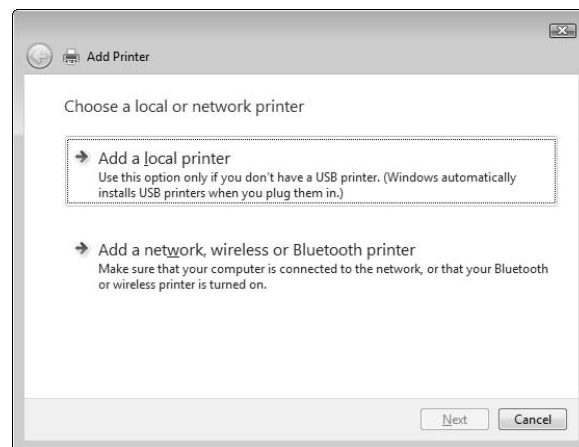 Add Printer
Choose a local or network printer
Add a local printer
Use this option only if you don't have a USB printer. (Windows automatically
installs USB printers when you plug them in.)
Add a network, wireless or Bluetooth printer
Make sure that your computer is connected to the network, or that your Bluetooth
or wireless printer is turned on.
Next Cancel